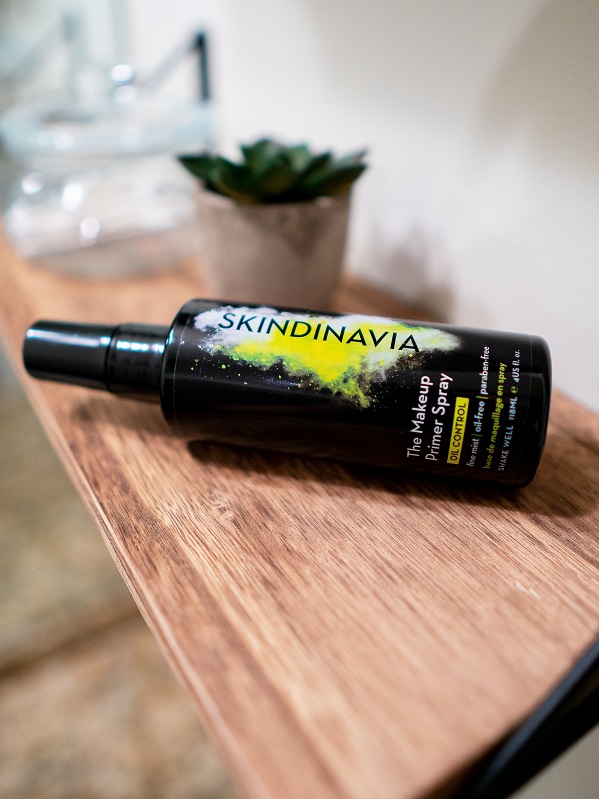 SKINDINAVIA
The Makeup
Primer Spray
OIL CONTROL
fine mist | oil-free | paraben-free
base de maquillage en spray
SHAKE WELL 118ML e 4US fl. oz.